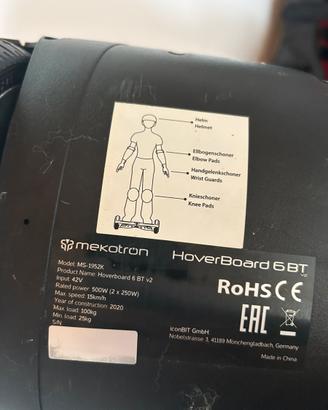 Helm
Helmet
Ellbogenschoner
Elbow Pads
Handgelenkschoner
Wrist Guards
Knieschoner
Knee Pads
mekotron
HoverBoard 6 BT
Model: MS-1952K
Product Name: Hoverboard 6 BT v2
Input: 42V
Rated power: 500W (2 x 250W)
Max. speed: 15km/h
Year of construction: 2020
Max. load: 100kg
Min. load: 25kg
S/N
RoHS CE
EAC
iconBIT GmbH
Nobelstrasse 3, 41189 Monchengladbach, Germany
Made in China